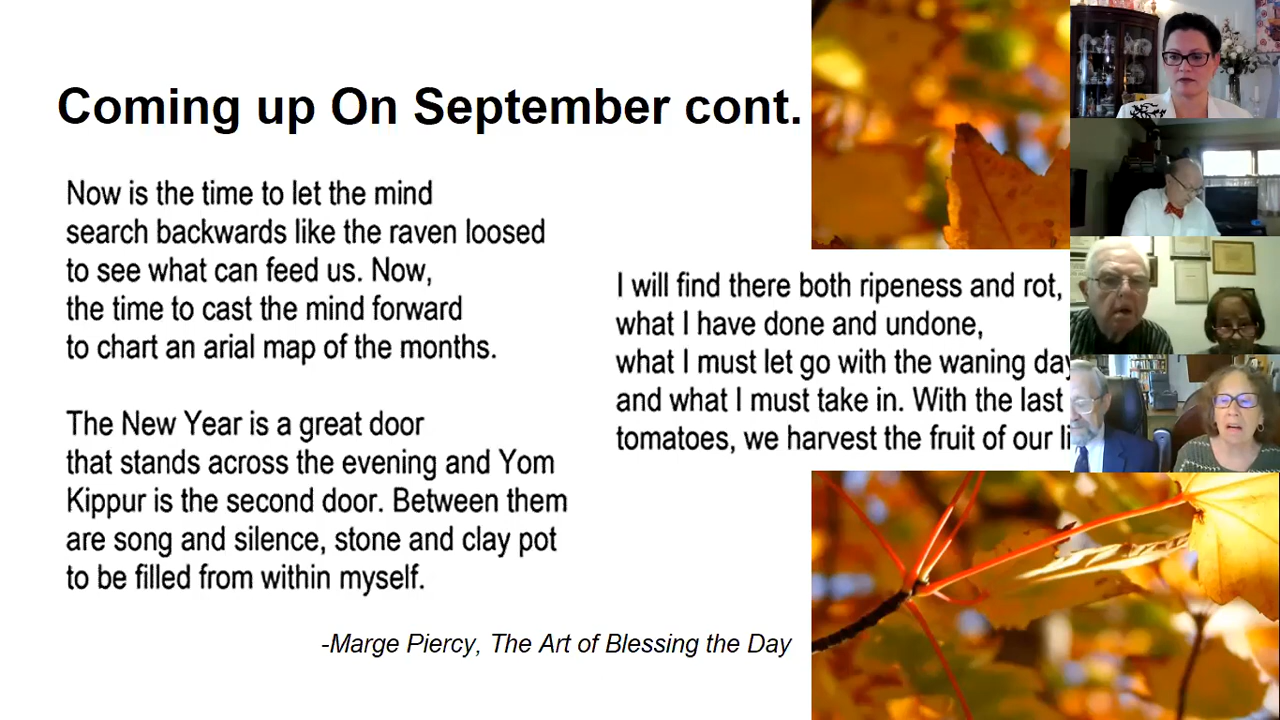 Coming up On September cont.
Now is the time to let the mind
search backwards like the raven loosed
to see what can feed us. Now,
the time to cast the mind forward
to chart an arial map of the months.
The New Year is a great door
that stands across the evening and Yom
Kippur is the second door. Between them
are song and silence, stone and clay pot
to be filled from within myself.
I will find there both ripeness and rot,
what I have done and undone,
what I must let go with the waning
and what I must take in. With the last
tomatoes, we harvest the fruit of our
-Marge Piercy, The Art of Blessing the Day